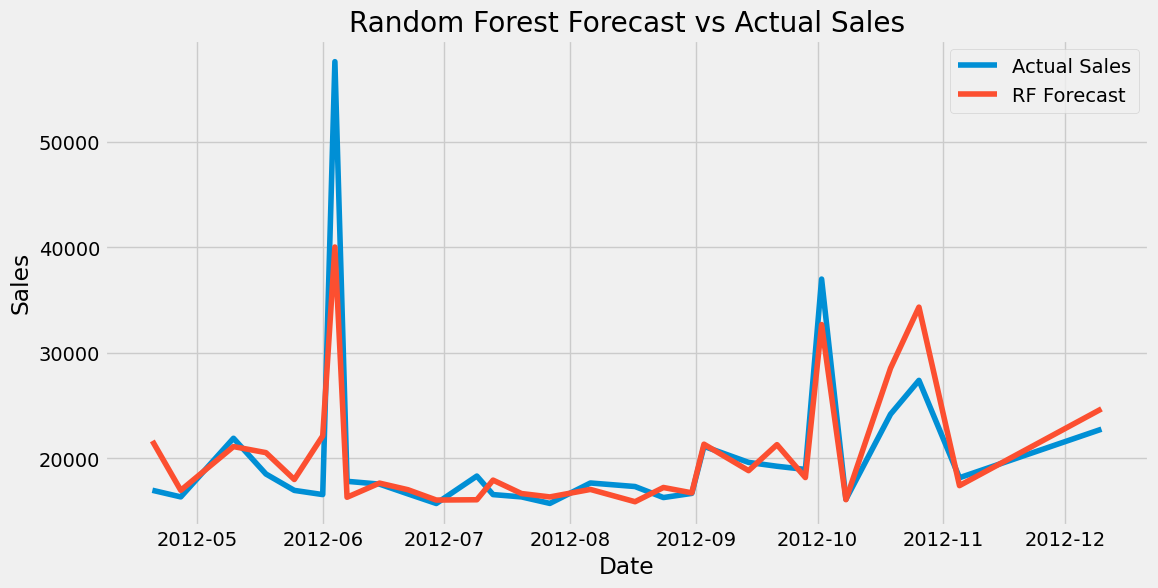 Random Forest Forecast vs Actual Sales
Actual Sales
RF Forecast
Sales
50000
40000
30000
20000
2012-05 2012-06 2012-07 2012-08 2012-09 2012-10 2012-11 2012-12
Date